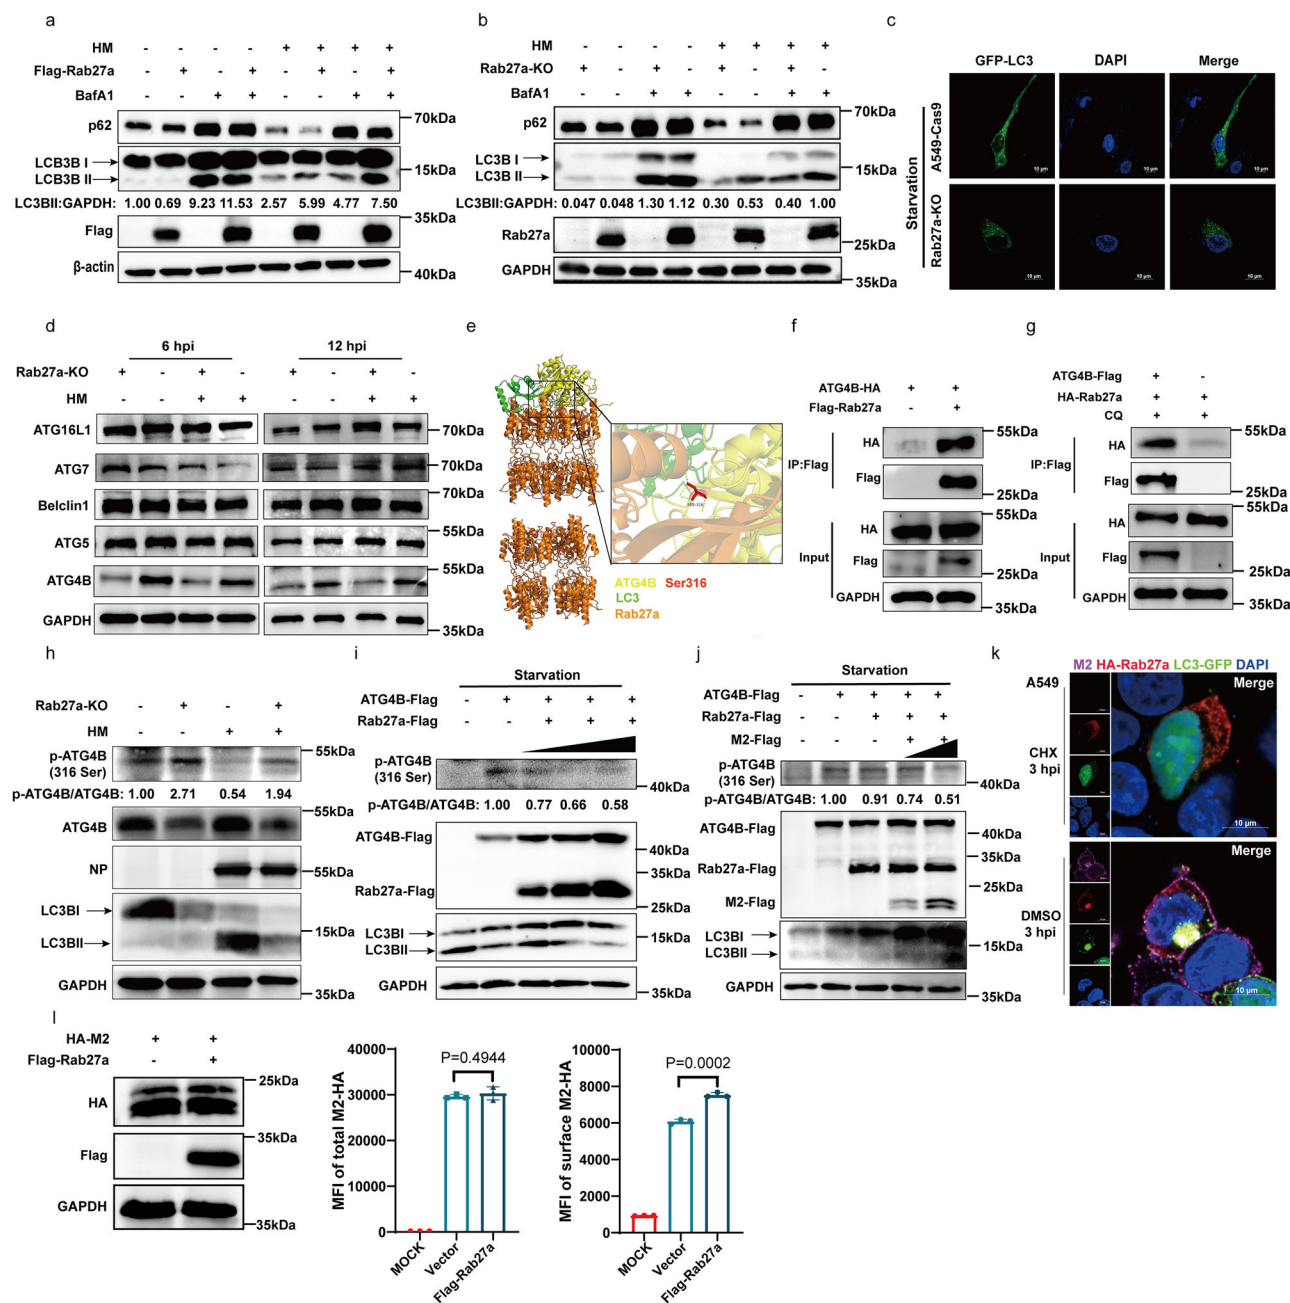 a
HM - - - - + + + +
Flag-Rab27a - + - + - + - +
BafA1 - - + + - - + +
p62
70kDa
LCB3B I
LCB3B II
15kDa
LC3BII:GAPDH: 1.00 0.69 9.23 11.53 2.57 5.99 4.77 7.50
Flag
35kDa
β-actin
40kDa
b
HM - - - - + + + +
Rab27a-KO + - + - + - + -
BafA1 - - + + - - + +
p62
70kDa
LC3B I
LC3B II
15kDa
LC3BII:GAPDH: 0.047 0.048 1.30 1.12 0.30 0.53 0.40 1.00
Rab27a
25kDa
GAPDH
35kDa
c
GFP-LC3 DAPI Merge
Starvation
A549-Cas9
Rab27a-KO
10 μm 10 μm 10 μm
10 μm 10 μm 10 μm
d
6 hpi 12 hpi
Rab27a-KO + - + - + - + -
HM - - + + - - + +
ATG16L1
70kDa
ATG7
70kDa
Belclin1
70kDa
55kDa
ATG5
55kDa
ATG4B
55kDa
GAPDH
35kDa
e
SER-316
ATG4B Ser316
LC3
Rab27a
f
ATG4B-HA + +
Flag-Rab27a - +
IP:Flag
HA
55kDa
Flag
25kDa
Input
HA
55kDa
Flag
25kDa
GAPDH
35kDa
g
ATG4B-Flag + -
HA-Rab27a + +
CQ + +
IP:Flag
HA
55kDa
Flag
25kDa
Input
HA
55kDa
Flag
25kDa
GAPDH
35kDa
h
Rab27a-KO - + - +
HM - - + +
p-ATG4B
(316 Ser)
55kDa
p-ATG4B/ATG4B: 1.00 2.71 0.54 1.94
ATG4B
55kDa
NP
55kDa
LC3BI
LC3BII
15kDa
GAPDH
35kDa
i
Starvation
ATG4B-Flag - + + + +
Rab27a-Flag - - + + +
p-ATG4B
(316 Ser)
40kDa
p-ATG4B/ATG4B: 1.00 0.77 0.66 0.58
ATG4B-Flag
40kDa
Rab27a-Flag
25kDa
LC3BI
LC3BII
15kDa
GAPDH
35kDa
j
Starvation
ATG4B-Flag - + + + +
Rab27a-Flag - - + + +
M2-Flag - - - + +
p-ATG4B
(316 Ser)
40kDa
p-ATG4B/ATG4B: 1.00 0.91 0.74 0.51
ATG4B-Flag
40kDa
35kDa
Rab27a-Flag
25kDa
M2-Flag
LC3BI
LC3BII
15kDa
GAPDH
35kDa
k
M2 HA-Rab27a LC3-GFP DAPI
A549
Merge
CHX
3 hpi
10 μm
Merge
DMSO
3 hpi
10 μm
l
HA-M2 + +
Flag-Rab27a - +
HA
25kDa
Flag
35kDa
GAPDH
35kDa
MFI of total M2-HA
40000
30000
20000
10000
0
P=0.4944
MOCK Vector Flag-Rab27a
MFI of surface M2-HA
10000
8000
6000
4000
2000
0
P=0.0002
MOCK Vector Flag-Rab27a